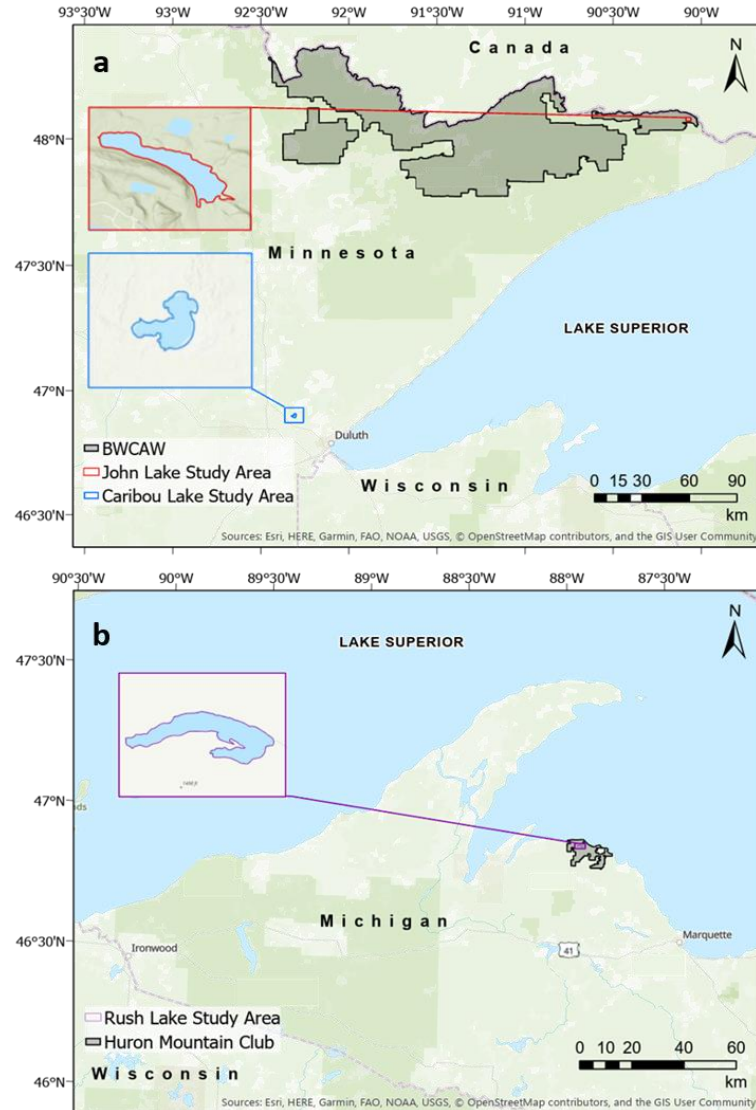 93°30'W 93°W 92°30'W 92°W 91°30'W 91°W 90°30'W 90°W
a
Canada
N
48°N
Minnesota
47°30'N
LAKE SUPERIOR
47°N
Duluth
BWCAW
John Lake Study Area
Caribou Lake Study Area
Wisconsin
0 15 30 60 90
km
46°30'N
Sources: Esri, HERE, Garmin, FAO, NOAA, USGS, © OpenStreetMap contributors, and the GIS User Community
90°30'W 90°W 89°30'W 89°W 88°30'W 88°W 87°30'W
b
LAKE SUPERIOR
N
47°30'N
47°N
ds
Michigan
46°30'N
Ironwood
Marquette
41
Rush Lake Study Area
Huron Mountain Club
0 10 20 40 60
km
46°N
Wisconsin
Sources: Esri, HERE, Garmin, FAO, NOAA, USGS, © OpenStreetMap contributors, and the GIS User Community